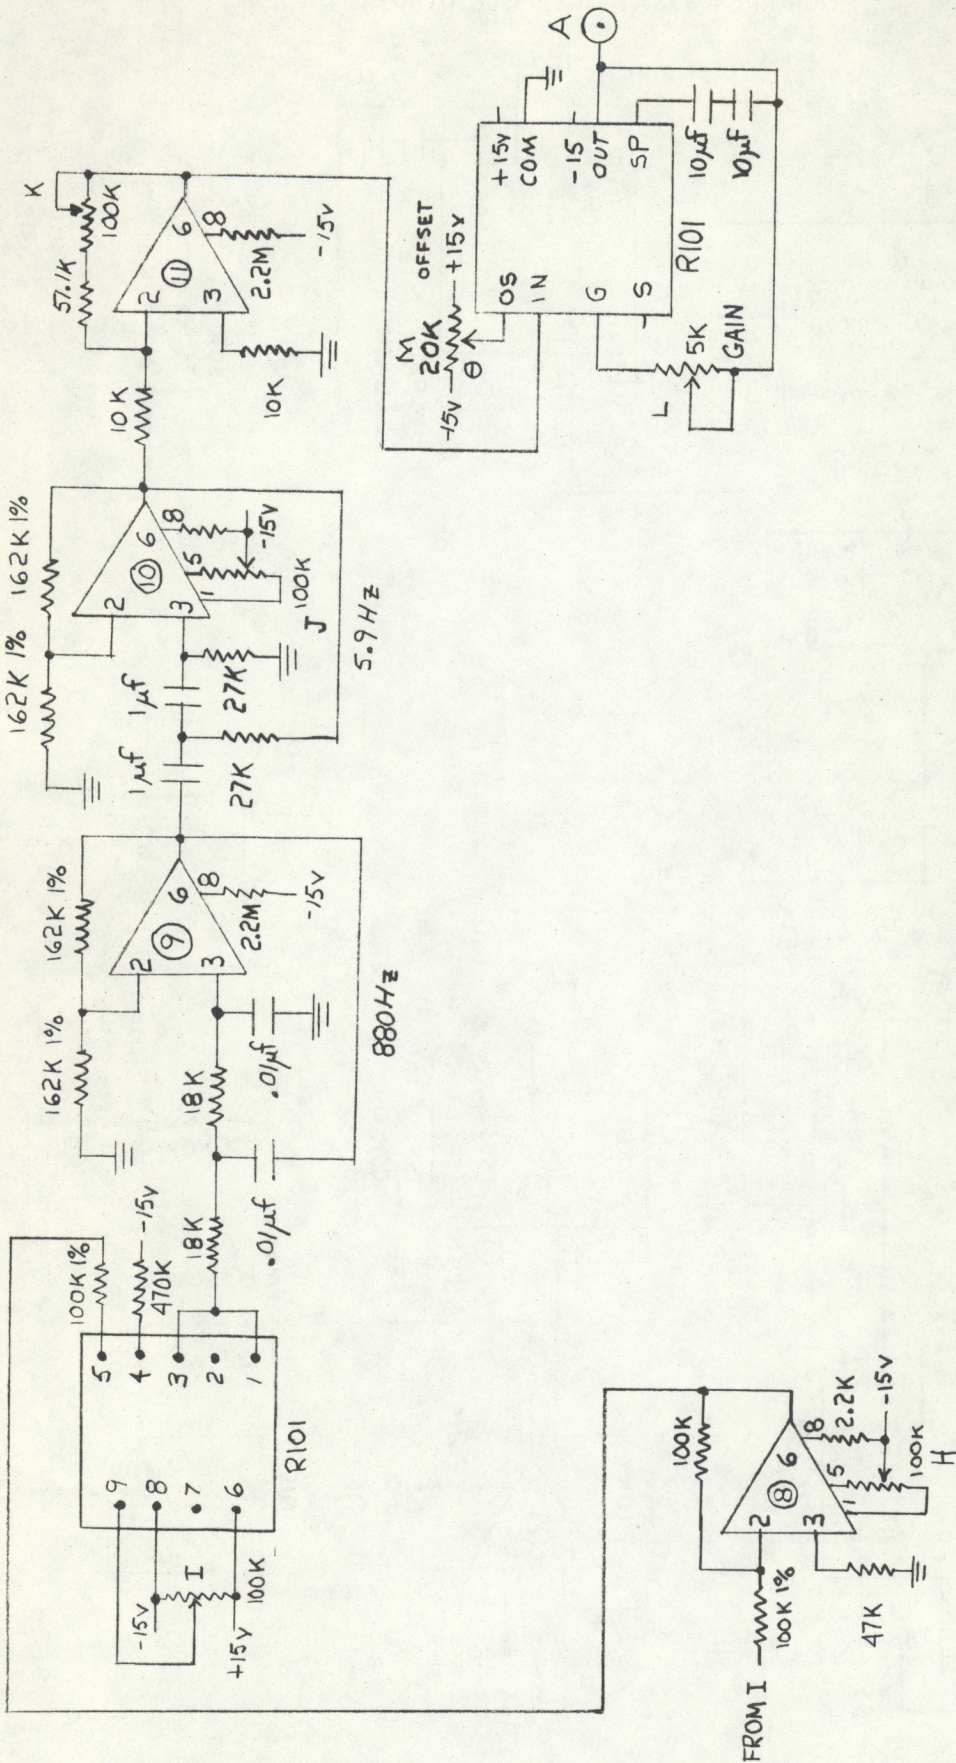 162K 1%
162K 1%
2
3
6
8
10
1
5
-15V
J 100K
1µf
1µf
27K
27K
5.9 Hz
10K
57.1K
100K
K
2
3
6
8
11
2.2M
-15V
10K
162K 1%
162K 1%
2
3
6
8
9
2.2M
-15V
18K
18K
.01µf
.01µf
880Hz
100K 1%
470K
-15V
5
4
3
2
1
9
8
7
6
R101
I
-15V
+15V
100K
M
20K
θ
OFFSET
-15V
+15V
OS
IN
G
S
+15V
COM
-15
OUT
SP
R101
10µf
10µf
A
L
5K
GAIN
FROM I
100K 1%
100K
2
3
6
8
8
1
5
2.2K
-15V
100K
H
47K